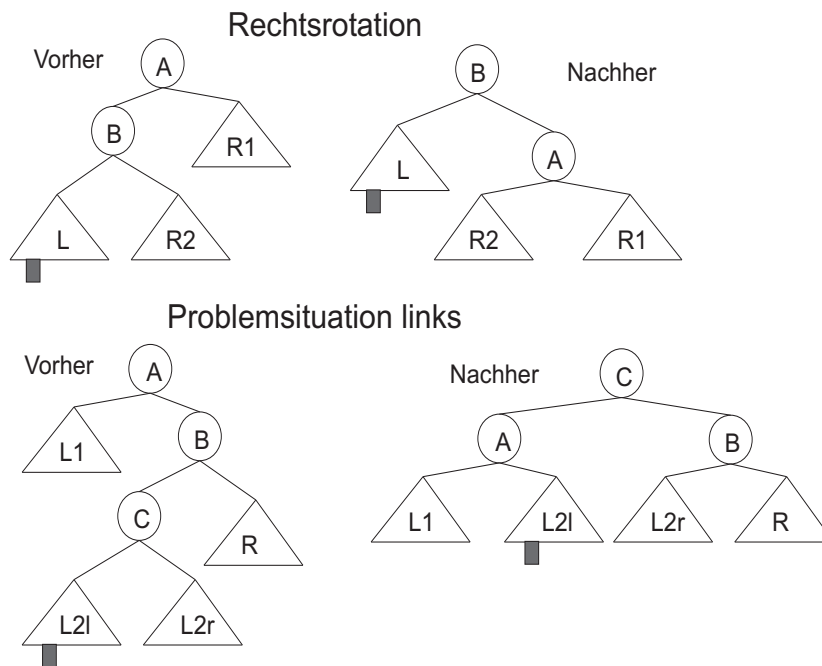 Rechtsrotation
Vorher
A
B
R1
L
R2
B
Nachher
L
A
R2
R1
Problemsituation links
Vorher
A
L1
B
C
R
L2l
L2r
Nachher
C
A
B
L1
L2l
L2r
R